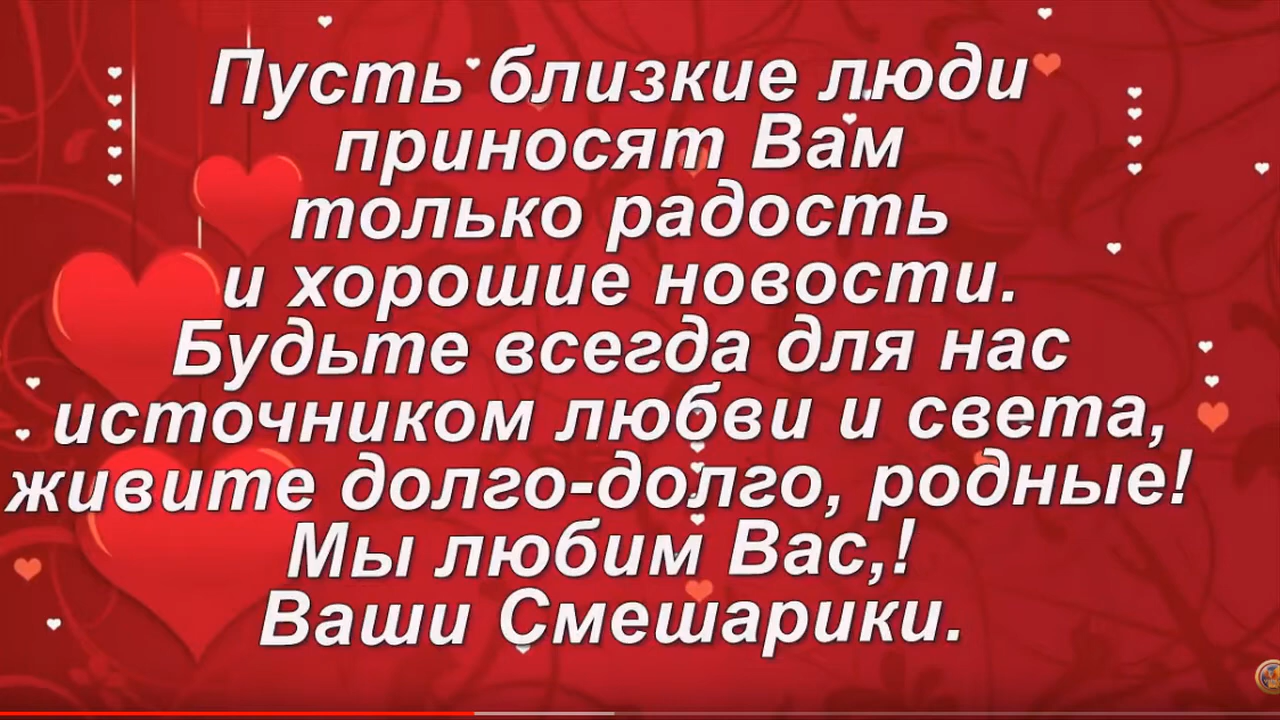 Пусть близкие люди
приносят Вам
только радость
и хорошие новости.
Будьте всегда для нас
источником любви и света,
живите долго-долго, родные!
Мы любим Вас,!
Ваши Смешарики.